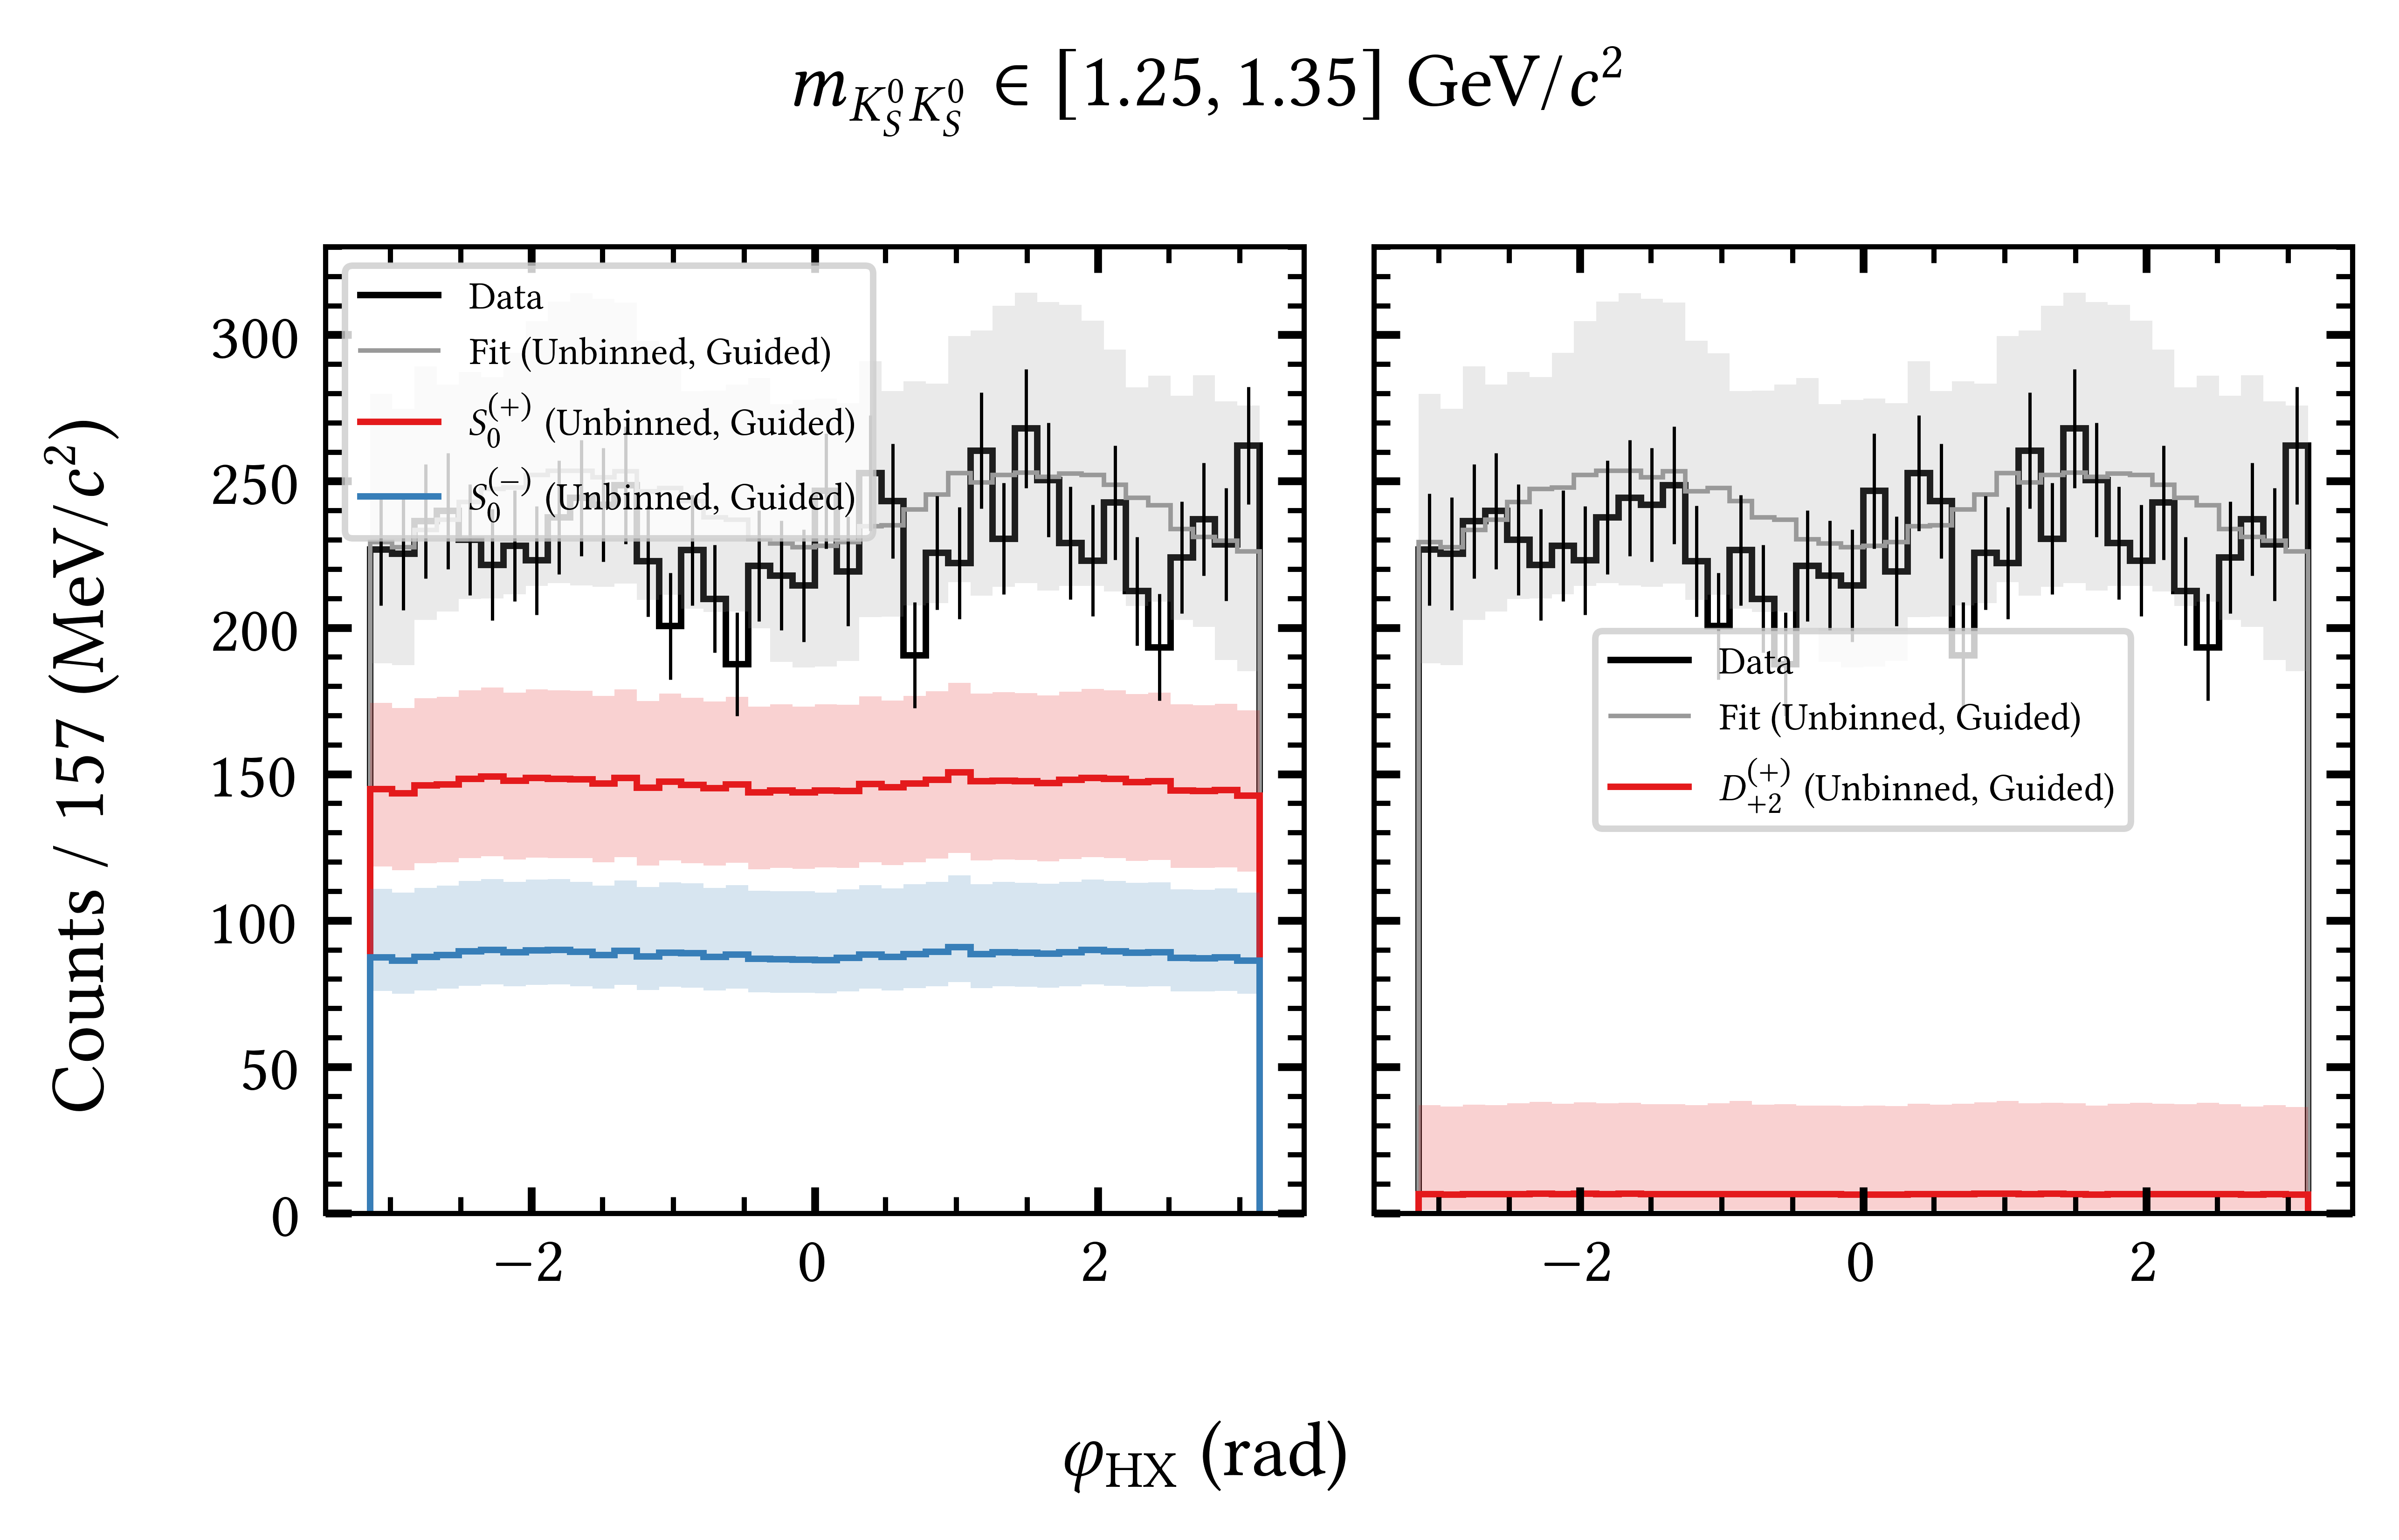 m_{K_S^0 K_S^0} ∈ [1.25, 1.35] GeV/c²
Counts / 157 (MeV/c²)
300
250
200
150
100
50
0
Data
Fit (Unbinned, Guided)
S_0^{(+)} (Unbinned, Guided)
S_0^{(−)} (Unbinned, Guided)
−2 0 2
Data
Fit (Unbinned, Guided)
D_{+2}^{(+)} (Unbinned, Guided)
−2 0 2
φ_{HX} (rad)